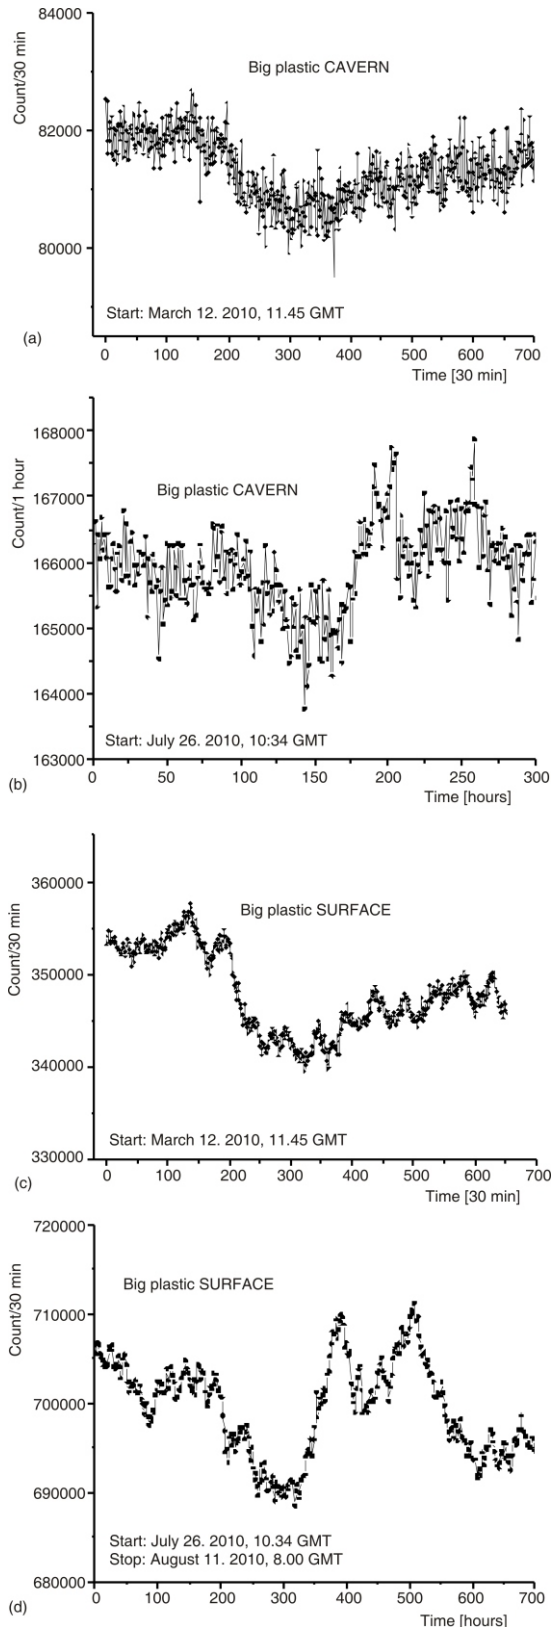 84000
Count/30 min
Big plastic CAVERN
82000
80000
Start: March 12. 2010, 11.45 GMT
(a)
0 100 200 300 400 500 600 700
Time [30 min]
Count/1 hour
168000
Big plastic CAVERN
167000
166000
165000
164000
Start: July 26. 2010, 10:34 GMT
163000
0 50 100 150 200 250 300
(b)
Time [hours]
Count/30 min
360000
Big plastic SURFACE
350000
340000
Start: March 12. 2010, 11.45 GMT
330000
0 100 200 300 400 500 600 700
(c)
Time [30 min]
720000
Count/30 min
Big plastic SURFACE
710000
700000
690000
Start: July 26. 2010, 10.34 GMT
Stop: August 11. 2010, 8.00 GMT
680000
0 100 200 300 400 500 600 700
(d)
Time [hours]